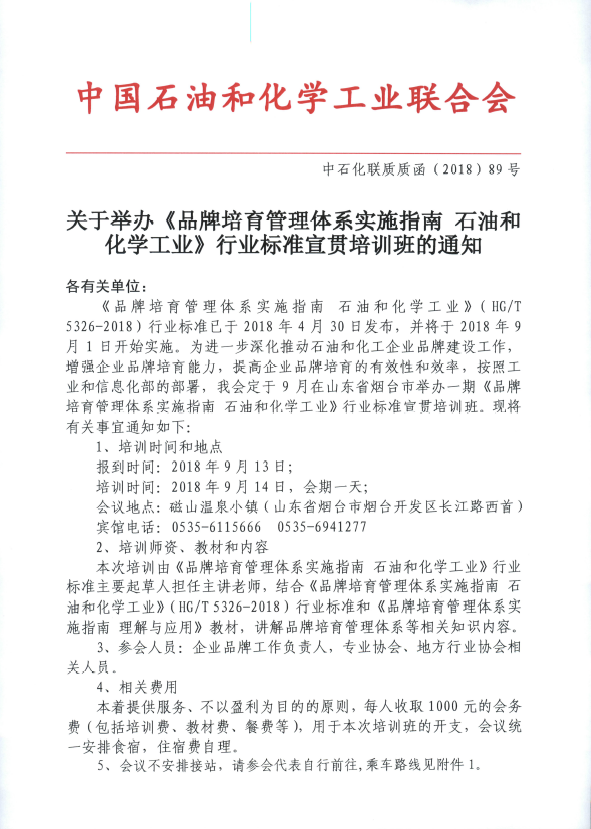 中国石油和化学工业联合会
中石化联质质函（2018）89号
关于举办《品牌培育管理体系实施指南 石油和
化学工业》行业标准宣贯培训班的通知
各有关单位：
《品牌培育管理体系实施指南 石油和化学工业》（HG/T
5326-2018）行业标准已于 2018 年 4 月 30 日发布，并将于 2018 年 9
月 1 日开始实施。为进一步深化推动石油和化工企业品牌建设工作，
增强企业品牌培育能力，提高企业品牌培育的有效性和效率，按照工
业和信息化部的部署，我会定于 9 月在山东省烟台市举办一期《品牌
培育管理体系实施指南 石油和化学工业》行业标准宣贯培训班。现将
有关事宜通知如下：
1、培训时间和地点
报到时间：2018 年 9 月 13 日；
培训时间：2018 年 9 月 14 日，会期一天；
会议地点：磁山温泉小镇（山东省烟台市烟台开发区长江路西首）
宾馆电话：0535-6115666 0535-6941277
2、培训师资、教材和内容
本次培训由《品牌培育管理体系实施指南 石油和化学工业》行业
标准主要起草人担任主讲老师，结合《品牌培育管理体系实施指南 石
油和化学工业》（HG/T 5326-2018）行业标准和《品牌培育管理体系实
施指南 理解与应用》教材，讲解品牌培育管理体系等相关知识内容。
3、参会人员：企业品牌工作负责人，专业协会、地方行业协会相
关人员。
4、相关费用
本着提供服务、不以盈利为目的的原则，每人收取 1000 元的会务
费（包括培训费、教材费、餐费等），用于本次培训班的开支，会议统
一安排食宿，住宿费自理。
5、会议不安排接站，请参会代表自行前往，乘车路线见附件 1。